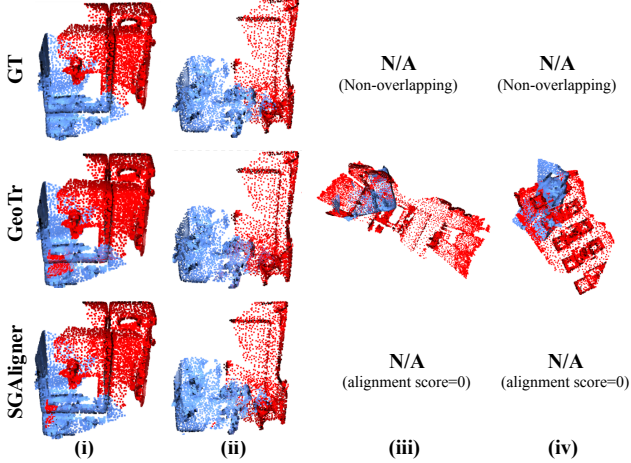 GT
N/A
(Non-overlapping)
N/A
(Non-overlapping)
GeoTr
SGAligner
N/A
(alignment score=0)
N/A
(alignment score=0)
(i)
(ii)
(iii)
(iv)